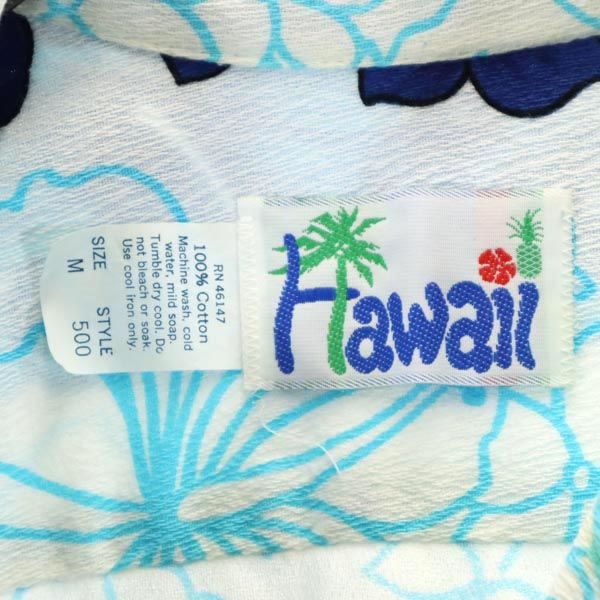 RN 46147
100% Cotton
Machine wash, cold
water, mild soap.
Tumble dry cool. Do
not bleach or soak.
Use cool iron only.
SIZE STYLE
M 500
Hawaii